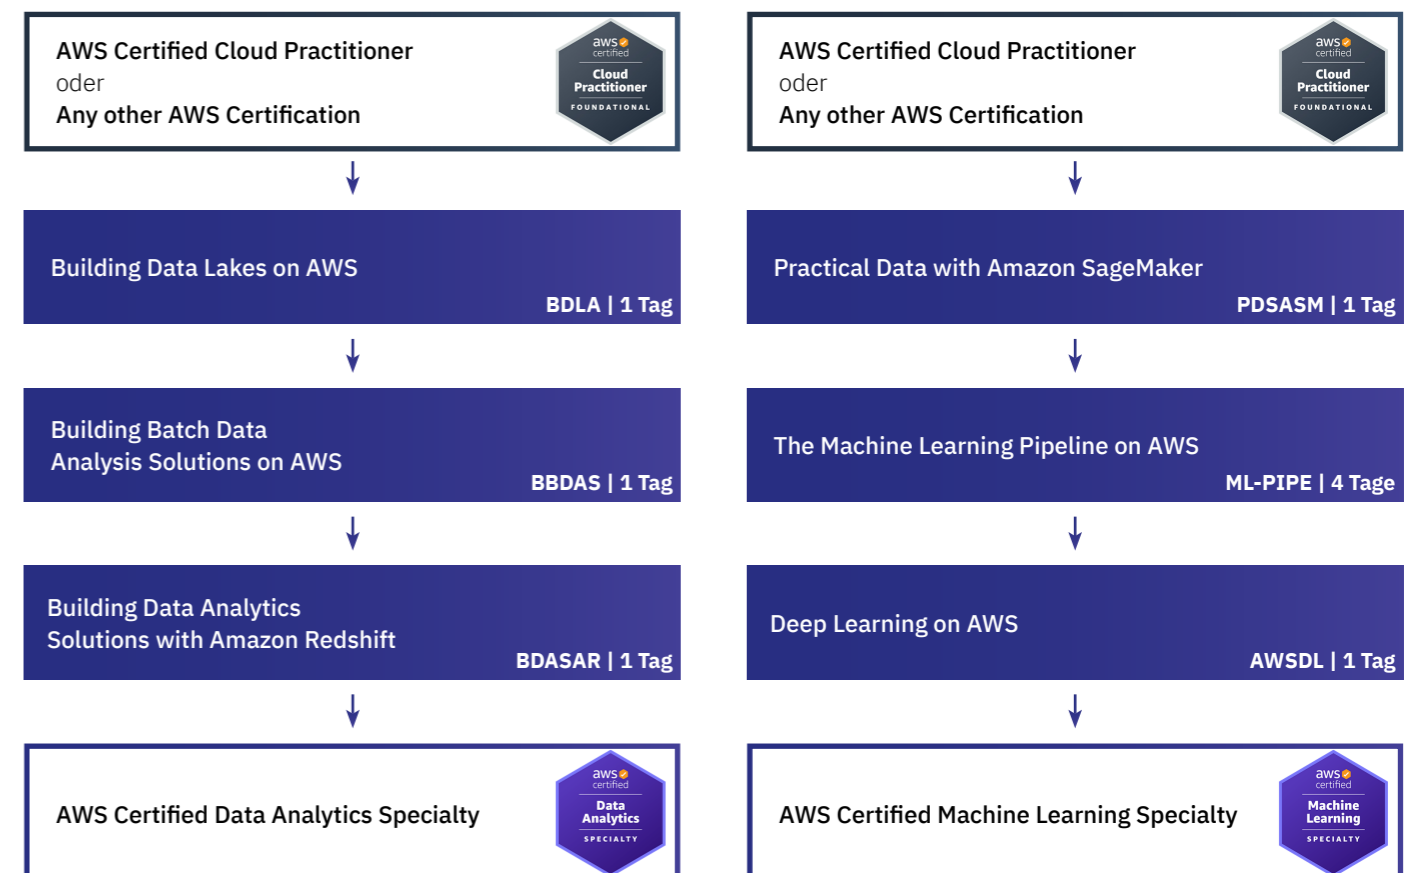 AWS Certified Cloud Practitioner
oder
Any other AWS Certification
aws
certified
Cloud
Practitioner
FOUNDATIONAL
Building Data Lakes on AWS
BDLA | 1 Tag
Building Batch Data
Analysis Solutions on AWS
BBDAS | 1 Tag
Building Data Analytics
Solutions with Amazon Redshift
BDASAR | 1 Tag
AWS Certified Data Analytics Specialty
aws
certified
Data
Analytics
SPECIALTY
AWS Certified Cloud Practitioner
oder
Any other AWS Certification
aws
certified
Cloud
Practitioner
FOUNDATIONAL
Practical Data with Amazon SageMaker
PDSASM | 1 Tag
The Machine Learning Pipeline on AWS
ML-PIPE | 4 Tage
Deep Learning on AWS
AWSDL | 1 Tag
AWS Certified Machine Learning Specialty
aws
certified
Machine
Learning
SPECIALTY